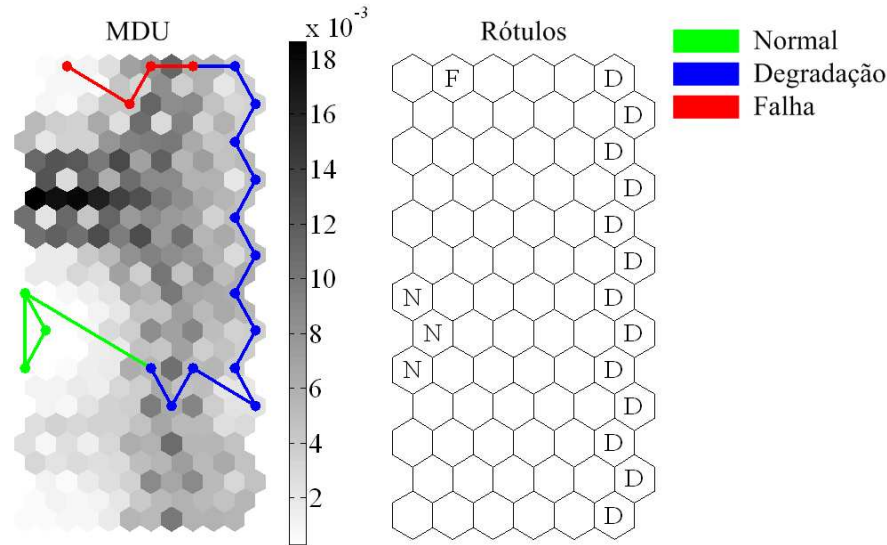 MDU
x 10⁻³
18
16
14
12
10
8
6
4
2
Rótulos
F D
D
D
D
D
D
N D
N D
N D
D
D
D
D
Normal
Degradação
Falha